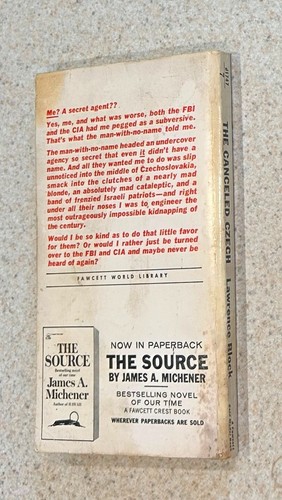 Me? A secret agent??
Yes, me, and what was worse, both the FBI
and the CIA had me pegged as a subversive.
That's what the man-with-no-name told me.
The man-with-no-name headed an undercover
agency so secret that even it didn't have a
name. And all they wanted me to do was slip
unnoticed into the middle of Czechoslovakia,
smack into the clutches of a nearly mad
blonde, an absolutely mad cataleptic, and a
band of frenzied Israeli patriots—and right
under all their noses I was to engineer the
most outrageously impossible kidnapping of
the century.
Would I be so kind as to do that little favor
for them? Or would I rather just be turned
over to the FBI and CIA and maybe never be
heard of again?
FAWCETT WORLD LIBRARY
THE
SOURCE
Bestselling novel
of our time
James A.
Michener
Author of HAWAII
NOW IN PAPERBACK
THE SOURCE
BY JAMES A. MICHENER
BESTSELLING NOVEL
OF OUR TIME
A FAWCETT CREST BOOK
WHEREVER PAPERBACKS ARE SOLD
THE CANCELED CZECH Lawrence Block